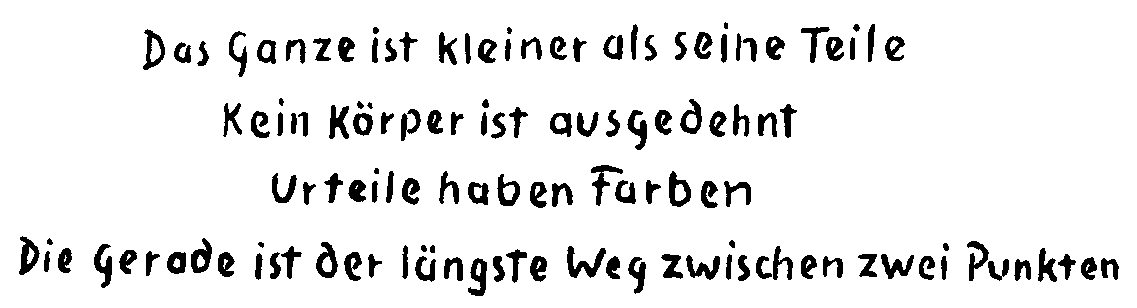 Das Ganze ist kleiner als seine Teile
Kein Körper ist ausgedehnt
Urteile haben Farben
Die Gerade ist der längste Weg zwischen zwei Punkten